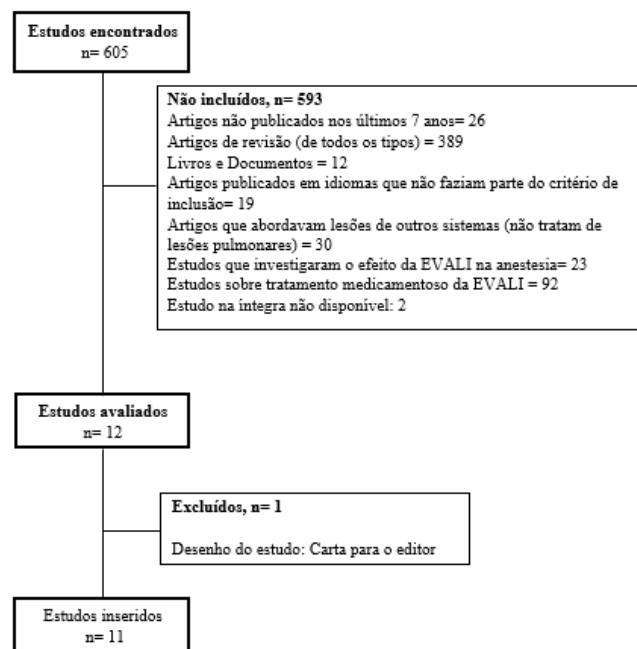 Estudos encontrados
n= 605
Não incluídos, n= 593
Artigos não publicados nos últimos 7 anos= 26
Artigos de revisão (de todos os tipos) = 389
Livros e Documentos = 12
Artigos publicados em idiomas que não faziam parte do critério de
inclusão= 19
Artigos que abordavam lesões de outros sistemas (não tratam de
lesões pulmonares) = 30
Estudos que investigaram o efeito da EVALI na anestesia= 23
Estudos sobre tratamento medicamentoso da EVALI = 92
Estudo na íntegra não disponível: 2
Estudos avaliados
n= 12
Excluídos, n= 1
Desenho do estudo: Carta para o editor
Estudos inseridos
n= 11